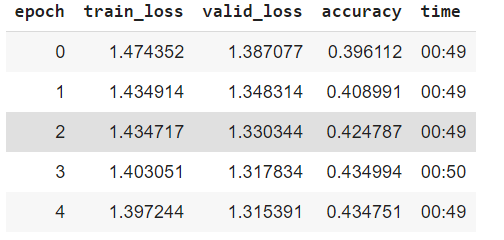 epoch train_loss valid_loss accuracy time
0 1.474352 1.387077 0.396112 00:49
1 1.434914 1.348314 0.408991 00:49
2 1.434717 1.330344 0.424787 00:49
3 1.403051 1.317834 0.434994 00:50
4 1.397244 1.315391 0.434751 00:49